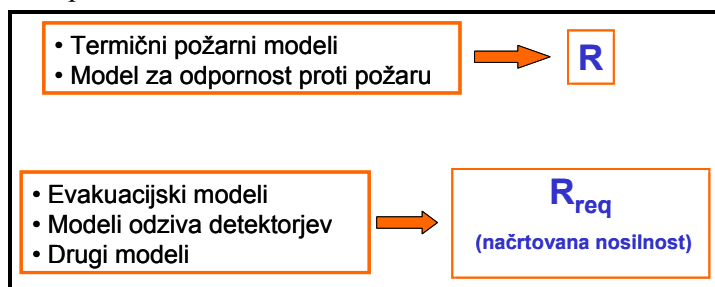 • Termični požarni modeli
• Model za odpornost proti požaru
R
• Evakuacijski modeli
• Modeli odziva detektorjev
• Drugi modeli
Rreq
(načrtovana nosilnost)